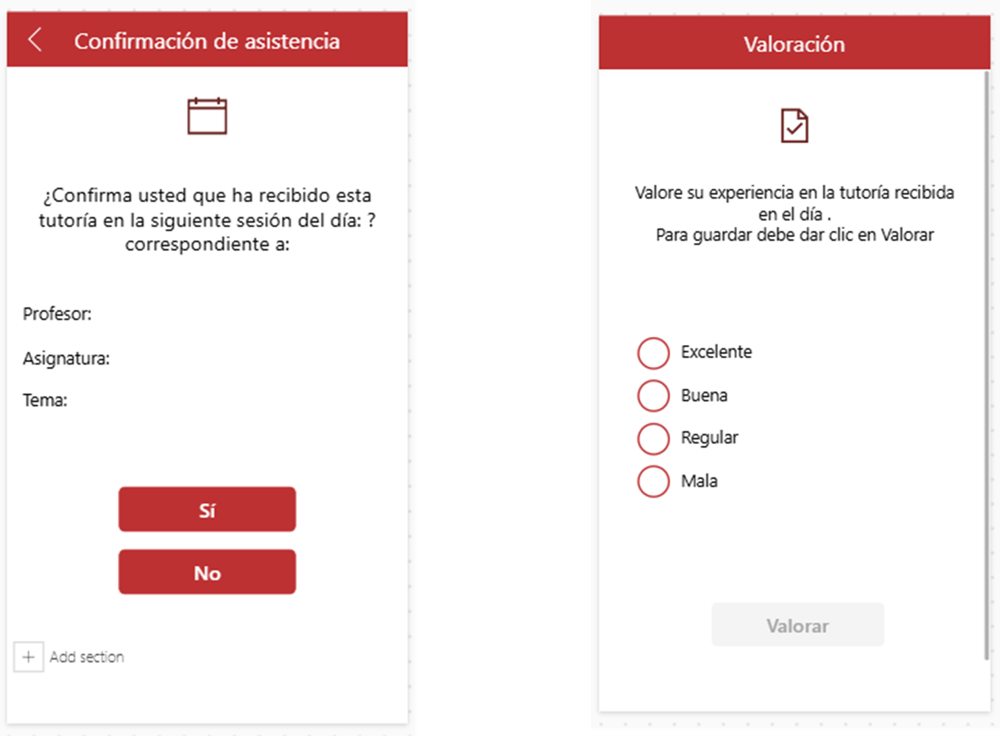 Confirmación de asistencia
¿Confirma usted que ha recibido esta
tutoría en la siguiente sesión del día: ?
correspondiente a:
Profesor:
Asignatura:
Tema:
Sí
No
Add section
Valoración
Valore su experiencia en la tutoría recibida
en el día .
Para guardar debe dar clic en Valorar
Excelente
Buena
Regular
Mala
Valorar